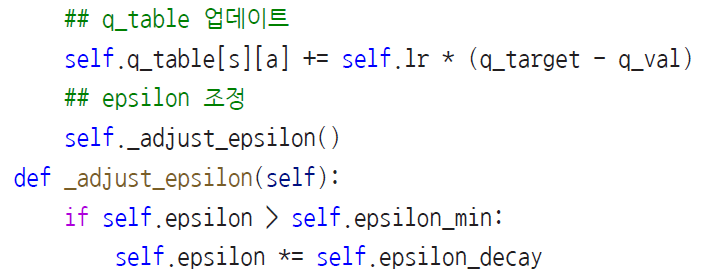 ## q_table 업데이트
self.q_table[s][a] += self.lr * (q_target - q_val)
## epsilon 조정
self._adjust_epsilon()
def _adjust_epsilon(self):
if self.epsilon > self.epsilon_min:
self.epsilon *= self.epsilon_decay